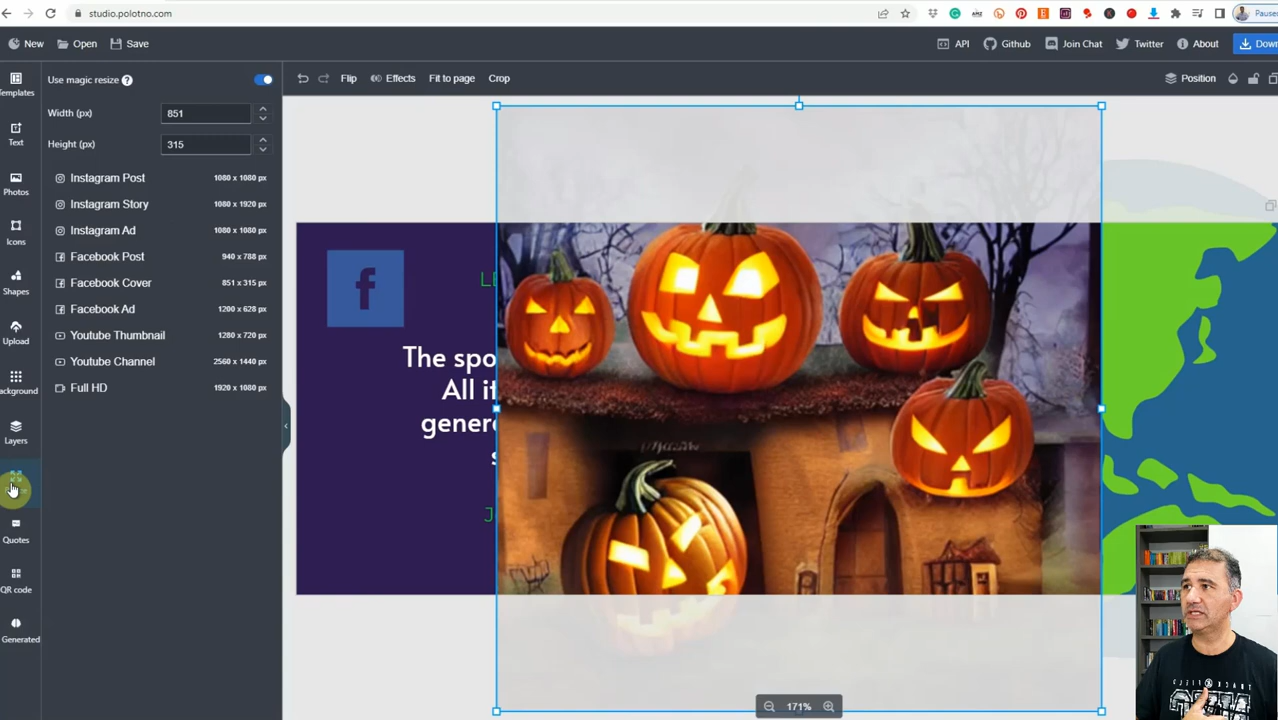 studio.polotno.com
New Open Save API Github Join Chat Twitter About
Use magic resize ? Flip Effects Fit to page Crop Position
Templates
Width (px) 851
Height (px) 315
Text
Photos
Icons
Shapes
Upload
Layers
Quotes
QR code
Generated
Instagram Post 1080 x 1080 px
Instagram Story 1080 x 1920 px
Instagram Ad 1080 x 1080 px
Facebook Post 940 x 788 px
Facebook Cover 851 x 315 px
Facebook Ad 1200 x 628 px
Youtube Thumbnail 1280 x 720 px
Youtube Channel 2560 x 1440 px
Full HD 1920 x 1080 px
f
The spo
All it
genero
s
171%